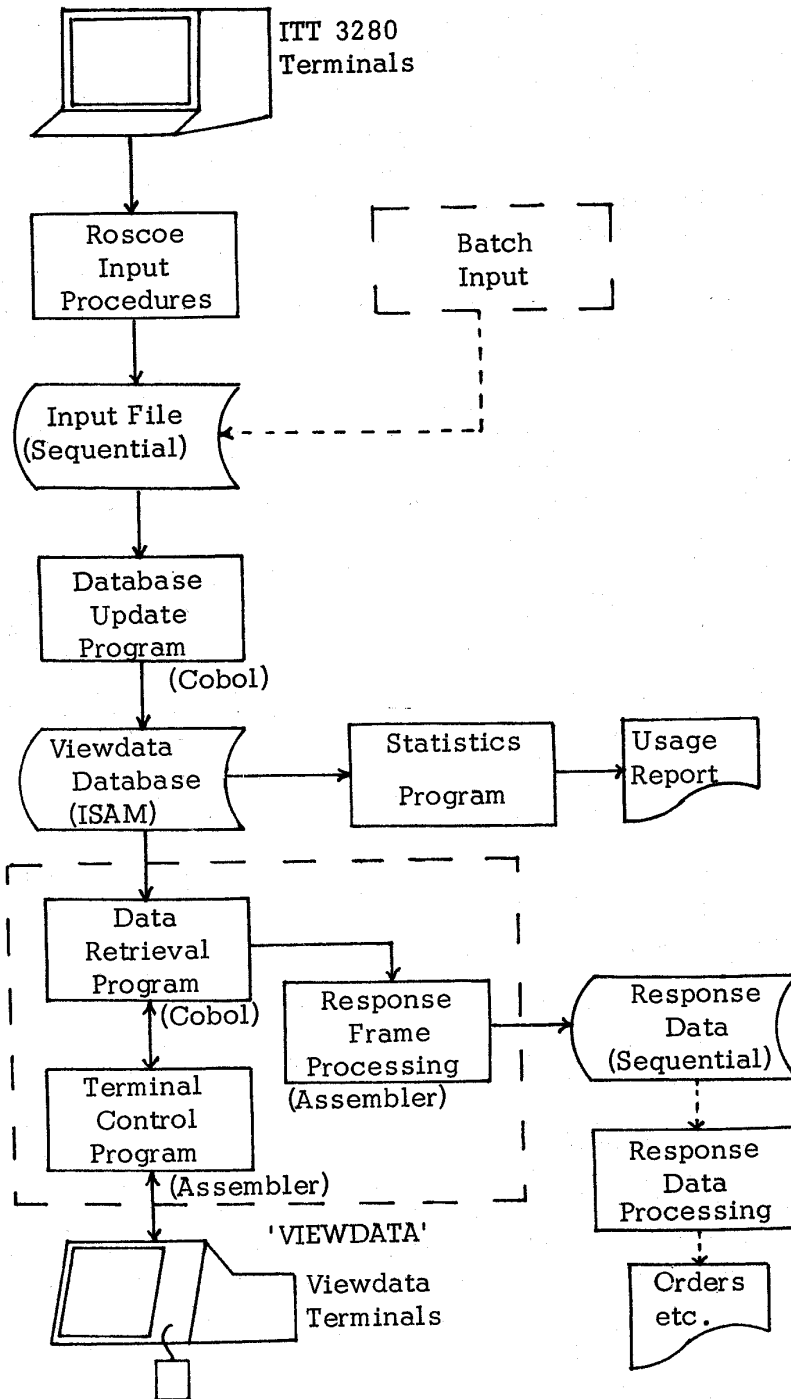 ITT 3280
Terminals
Roscoe
Input
Procedures
Batch
Input
Input File
(Sequential)
Database
Update
Program
(Cobol)
Viewdata
Database
(ISAM)
Statistics
Program
Usage
Report
Data
Retrieval
Program
(Cobol)
Response
Frame
Processing
(Assembler)
Response
Data
(Sequential)
Terminal
Control
Program
(Assembler)
Response
Data
Processing
'VIEWDATA'
Viewdata
Terminals
Orders
etc.